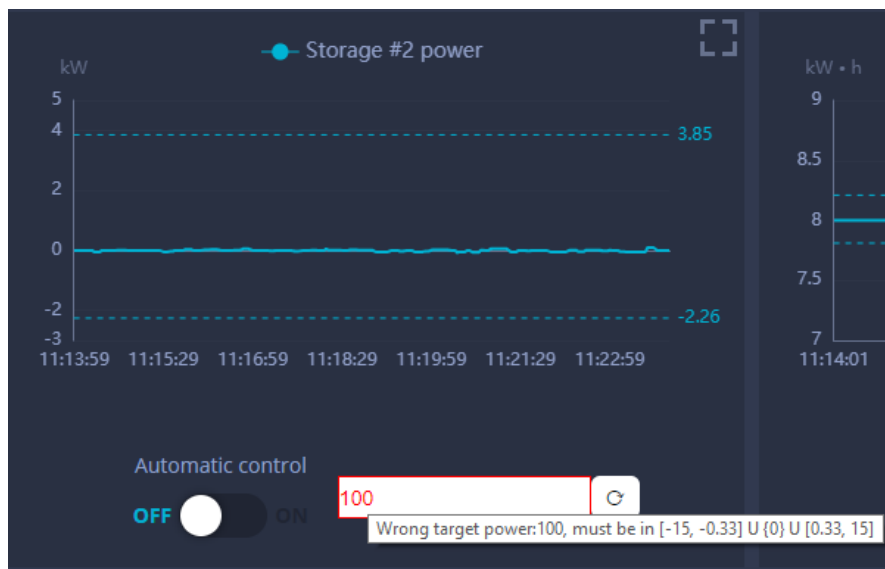 Storage #2 power
kW
5
4
2
0
-2
-3
3.85
-2.26
11:13:59 11:15:29 11:16:59 11:18:29 11:19:59 11:21:29 11:22:59
kW • h
9
8.5
8
7.5
7
11:14:01
Automatic control
OFF ON
100
Wrong target power:100, must be in [-15, -0.33] U {0} U [0.33, 15]